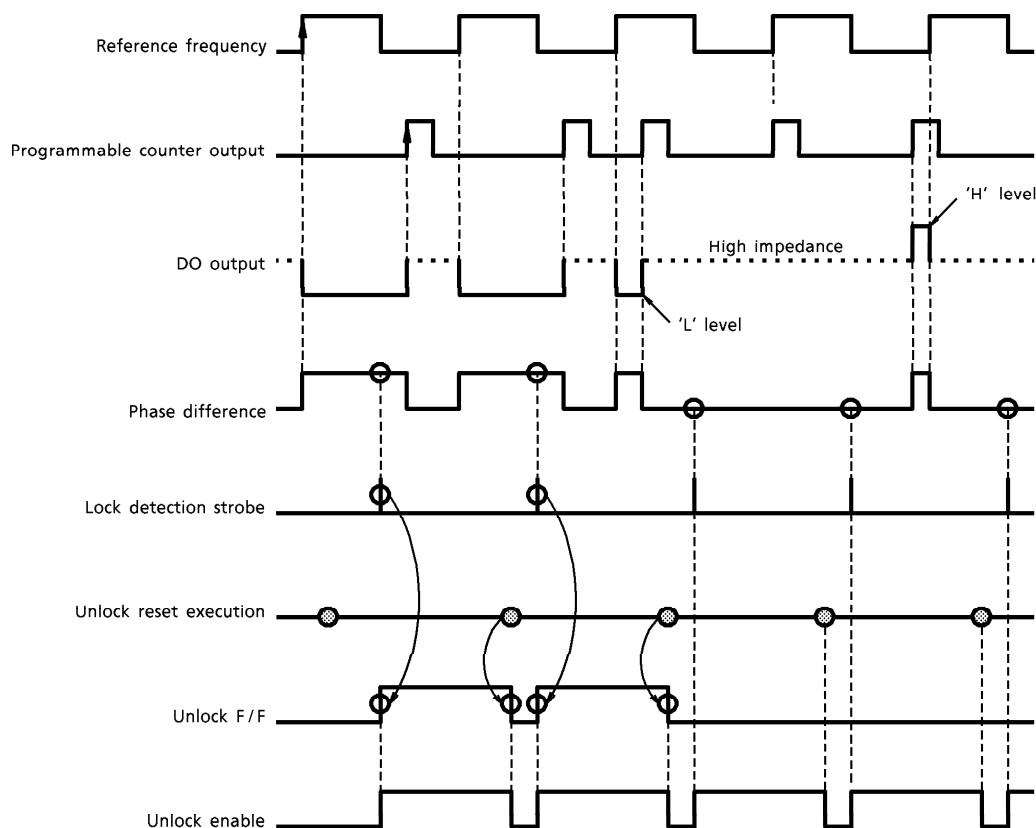 Reference frequency
Programmable counter output
'H' level
High impedance
DO output
'L' level
Phase difference
Lock detection strobe
Unlock reset execution
Unlock F/F
Unlock enable